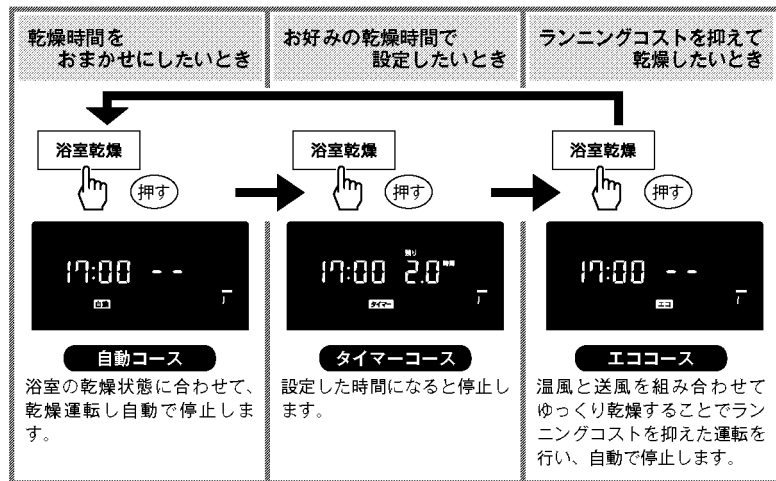 乾燥時間を
おまかせにしたいとき
浴室乾燥
押す
17:00 --
自動
自動コース
浴室の乾燥状態に合わせて、
乾燥運転し自動で停止しま
す。
お好みの乾燥時間で
設定したいとき
浴室乾燥
押す
残り
17:00 2.0時間
タイマー
タイマーコース
設定した時間になると停止し
ます。
ランニングコストを抑えて
乾燥したいとき
浴室乾燥
押す
17:00 --
エコ
エココース
温風と送風を組み合わせて
ゆっくり乾燥することでラン
ニングコストを抑えた運転を
行い、自動で停止します。